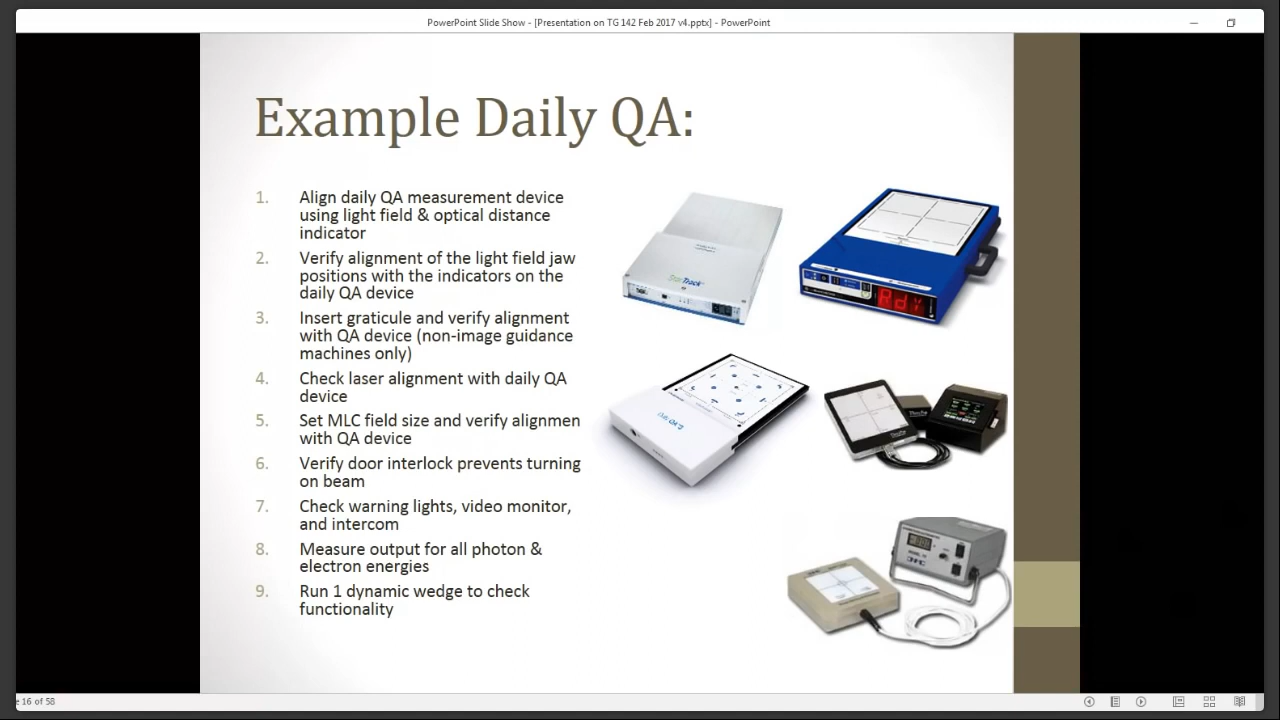 PowerPoint Slide Show - [Presentation on TG 142 Feb 2017 v4.pptx] - PowerPoint
Example Daily QA:
1. Align daily QA measurement device
using light field & optical distance
indicator
2. Verify alignment of the light field jaw
positions with the indicators on the
daily QA device
3. Insert graticule and verify alignment
with QA device (non-image guidance
machines only)
4. Check laser alignment with daily QA
device
5. Set MLC field size and verify alignmen
with QA device
6. Verify door interlock prevents turning
on beam
7. Check warning lights, video monitor,
and intercom
8. Measure output for all photon &
electron energies
9. Run 1 dynamic wedge to check
functionality
StarTrack
RdY
e 16 of 58